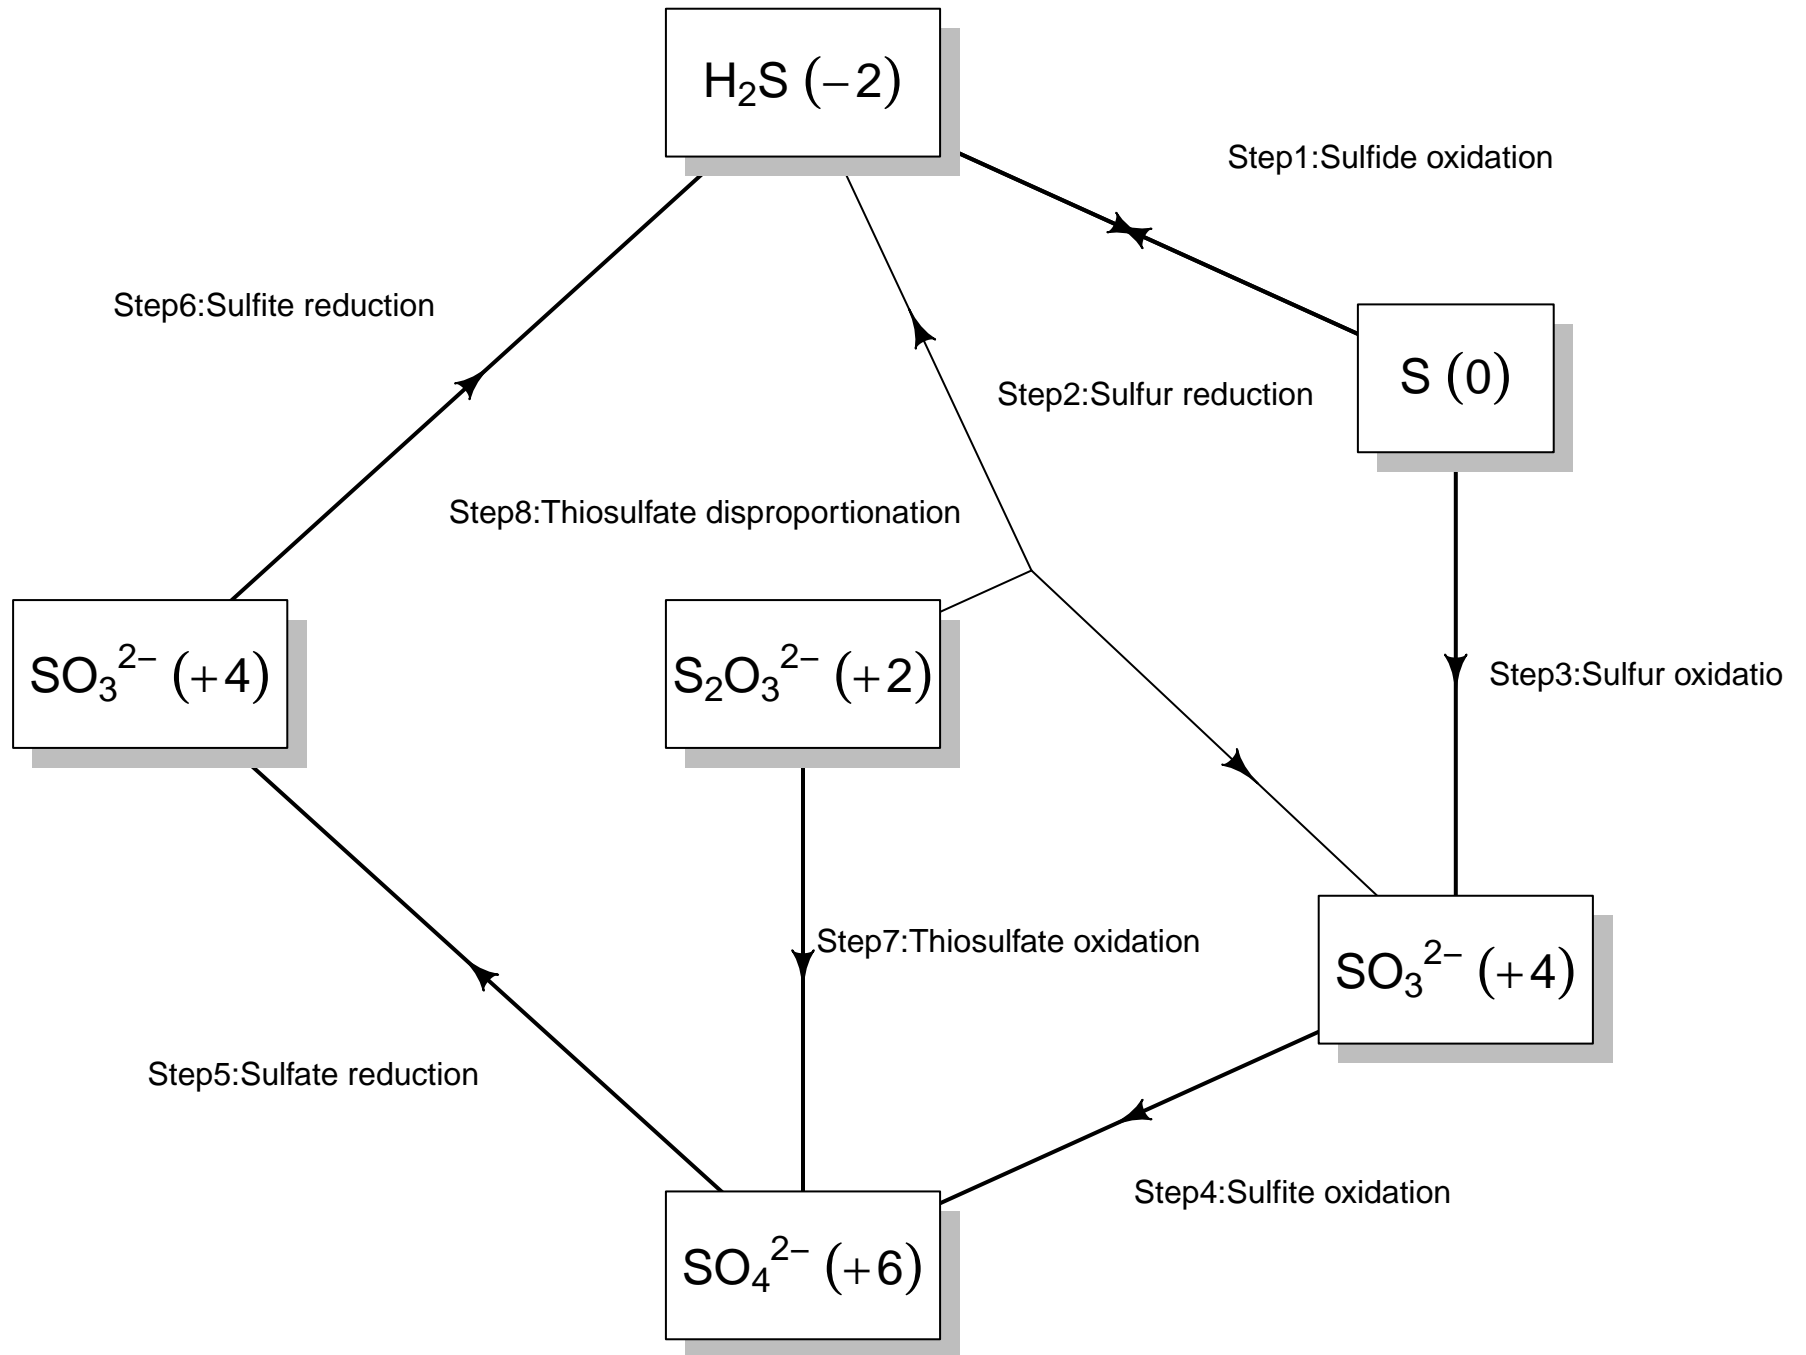 H₂S (−2)
Step1:Sulfide oxidation
Step6:Sulfite reduction
S (0)
Step2:Sulfur reduction
Step8:Thiosulfate disproportionation
SO₃²⁻ (+4)
S₂O₃²⁻ (+2)
Step3:Sulfur oxidatio
Step7:Thiosulfate oxidation
SO₃²⁻ (+4)
Step5:Sulfate reduction
Step4:Sulfite oxidation
SO₄²⁻ (+6)